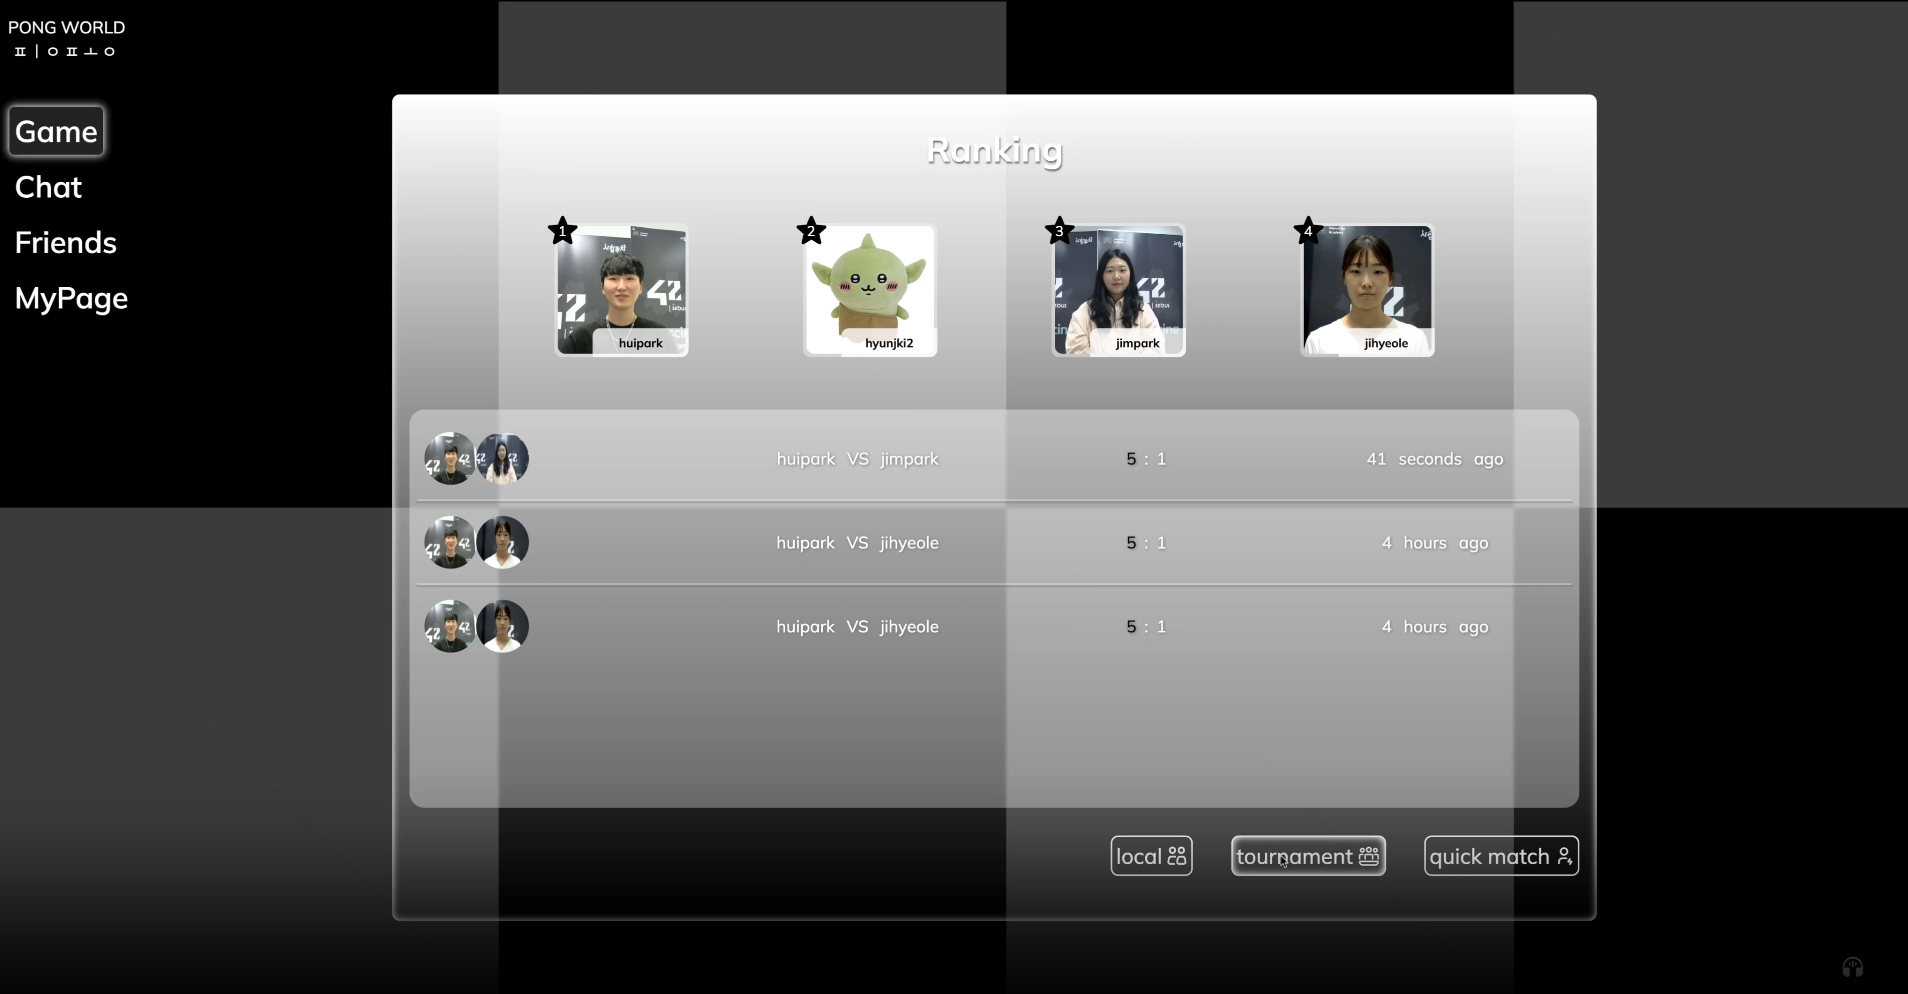 PONG WORLD
ㅍㅣㅇㅍㅗㅇ
Game
Chat
Friends
MyPage
Ranking
1
2
3
4
huipark
hyunjki2
jimpark
jihyeole
huipark VS jimpark 5 : 1 41 seconds ago
huipark VS jihyeole 5 : 1 4 hours ago
huipark VS jihyeole 5 : 1 4 hours ago
local
tournament
quick match